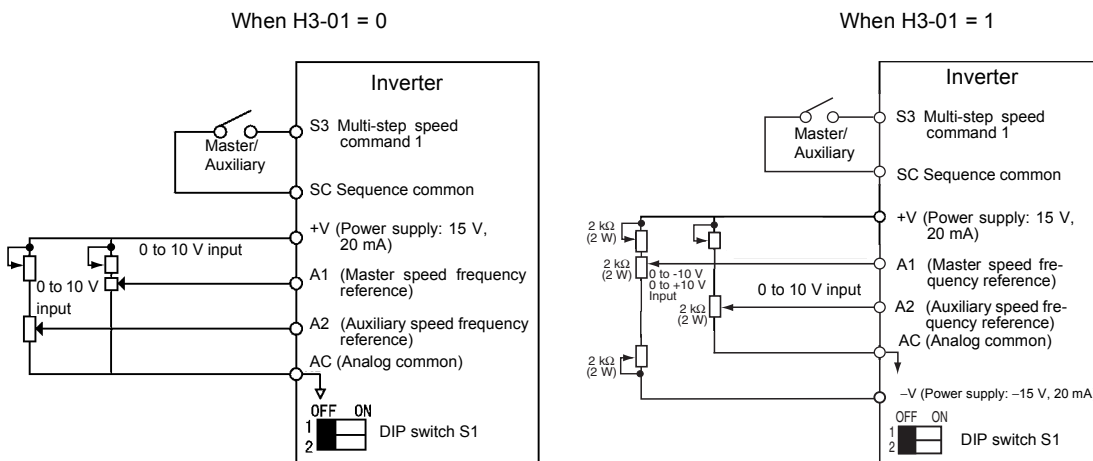 When H3-01 = 0
Inverter
S3 Multi-step speed
command 1
Master/
Auxiliary
SC Sequence common
+V (Power supply: 15 V,
20 mA)
0 to 10 V input
A1 (Master speed frequency
reference)
0 to 10 V
input
A2 (Auxiliary speed frequency
reference)
AC (Analog common)
OFF ON
1
2
DIP switch S1
When H3-01 = 1
Inverter
S3 Multi-step speed
command 1
Master/
Auxiliary
SC Sequence common
2 kΩ
(2 W)
+V (Power supply: 15 V,
20 mA)
2 kΩ
(2 W)
0 to -10 V
0 to +10 V
Input
A1 (Master speed fre-
quency reference)
0 to 10 V input
2 kΩ
(2 W)
A2 (Auxiliary speed fre-
quency reference)
AC (Analog common)
2 kΩ
(2 W)
–V (Power supply: –15 V, 20 mA
OFF ON
1
2
DIP switch S1